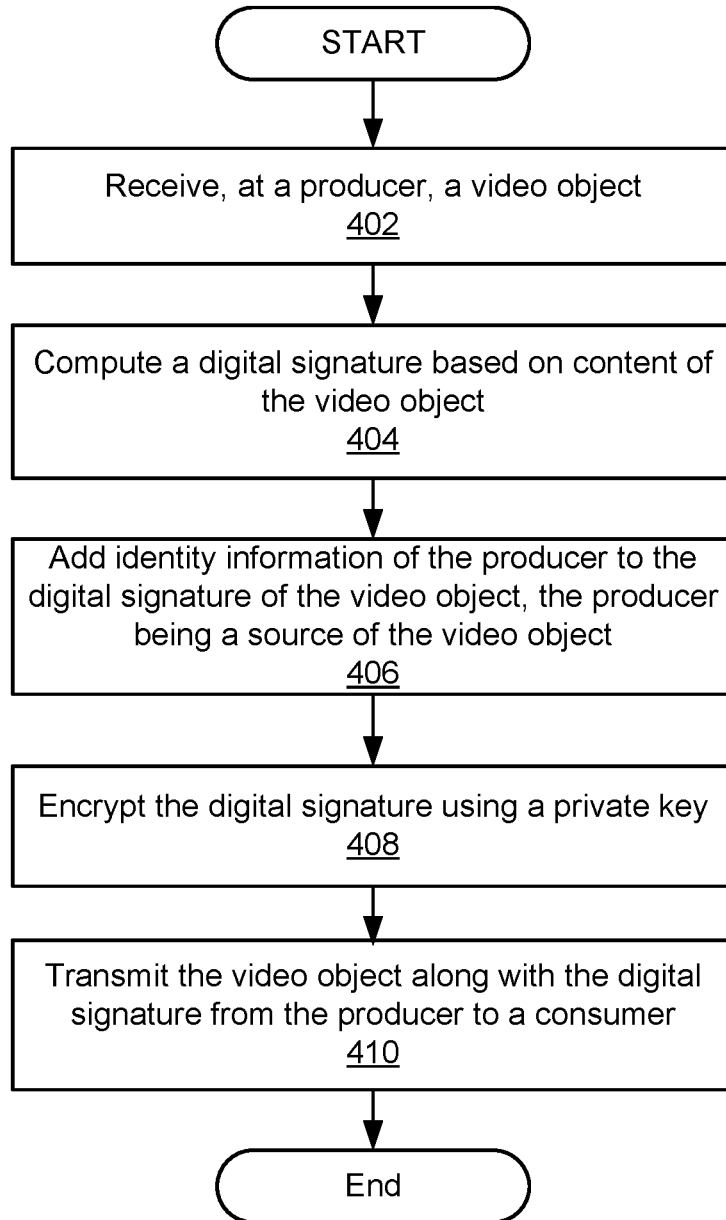 START
Receive, at a producer, a video object
402
Compute a digital signature based on content of
the video object
404
Add identity information of the producer to the
digital signature of the video object, the producer
being a source of the video object
406
Encrypt the digital signature using a private key
408
Transmit the video object along with the digital
signature from the producer to a consumer
410
End